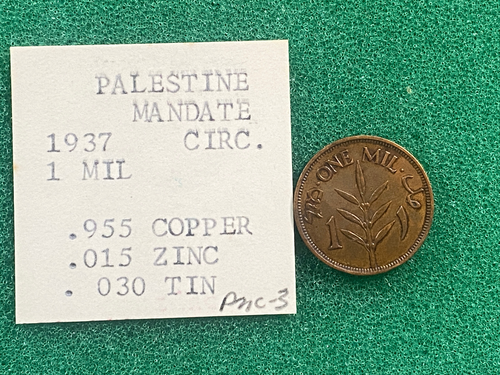 PALESTINE
MANDATE
1937 CIRC.
1 MIL
.955 COPPER
.015 ZINC
.030 TIN
PMC-3
ONE MIL
1